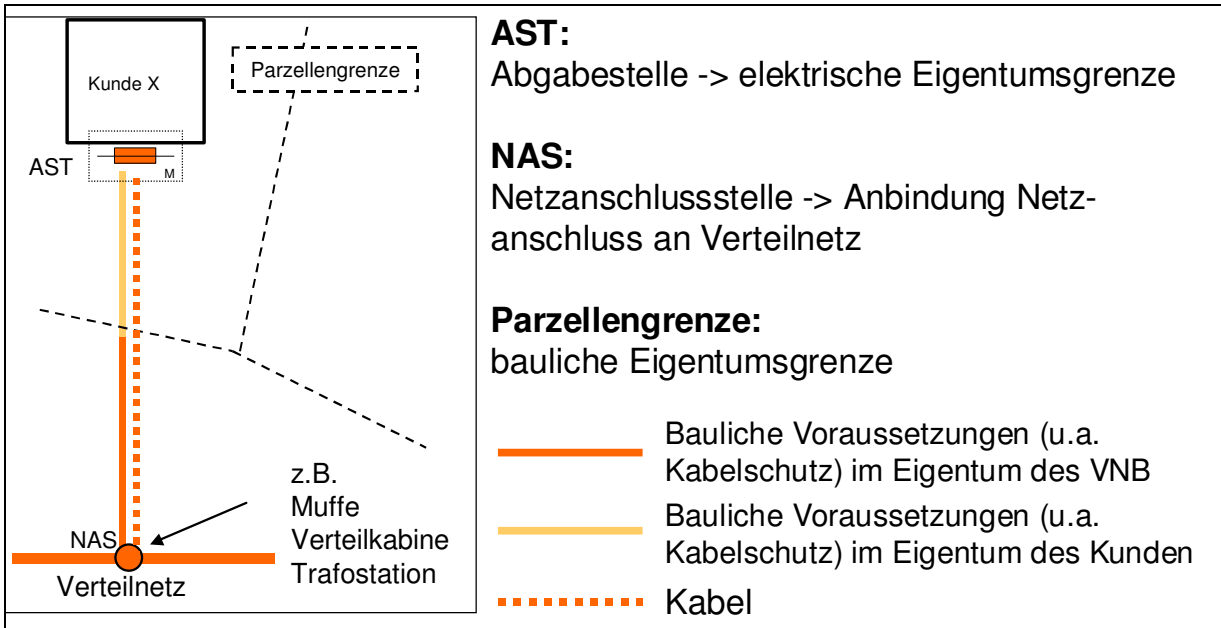 Kunde X
Parzellengrenze
AST
M
z.B.
Muffe
Verteilkabine
Trafostation
NAS
Verteilnetz
AST:
Abgabestelle -> elektrische Eigentumsgrenze
NAS:
Netzanschlussstelle -> Anbindung Netz-
anschluss an Verteilnetz
Parzellengrenze:
bauliche Eigentumsgrenze
Bauliche Voraussetzungen (u.a.
Kabelschutz) im Eigentum des VNB
Bauliche Voraussetzungen (u.a.
Kabelschutz) im Eigentum des Kunden
Kabel